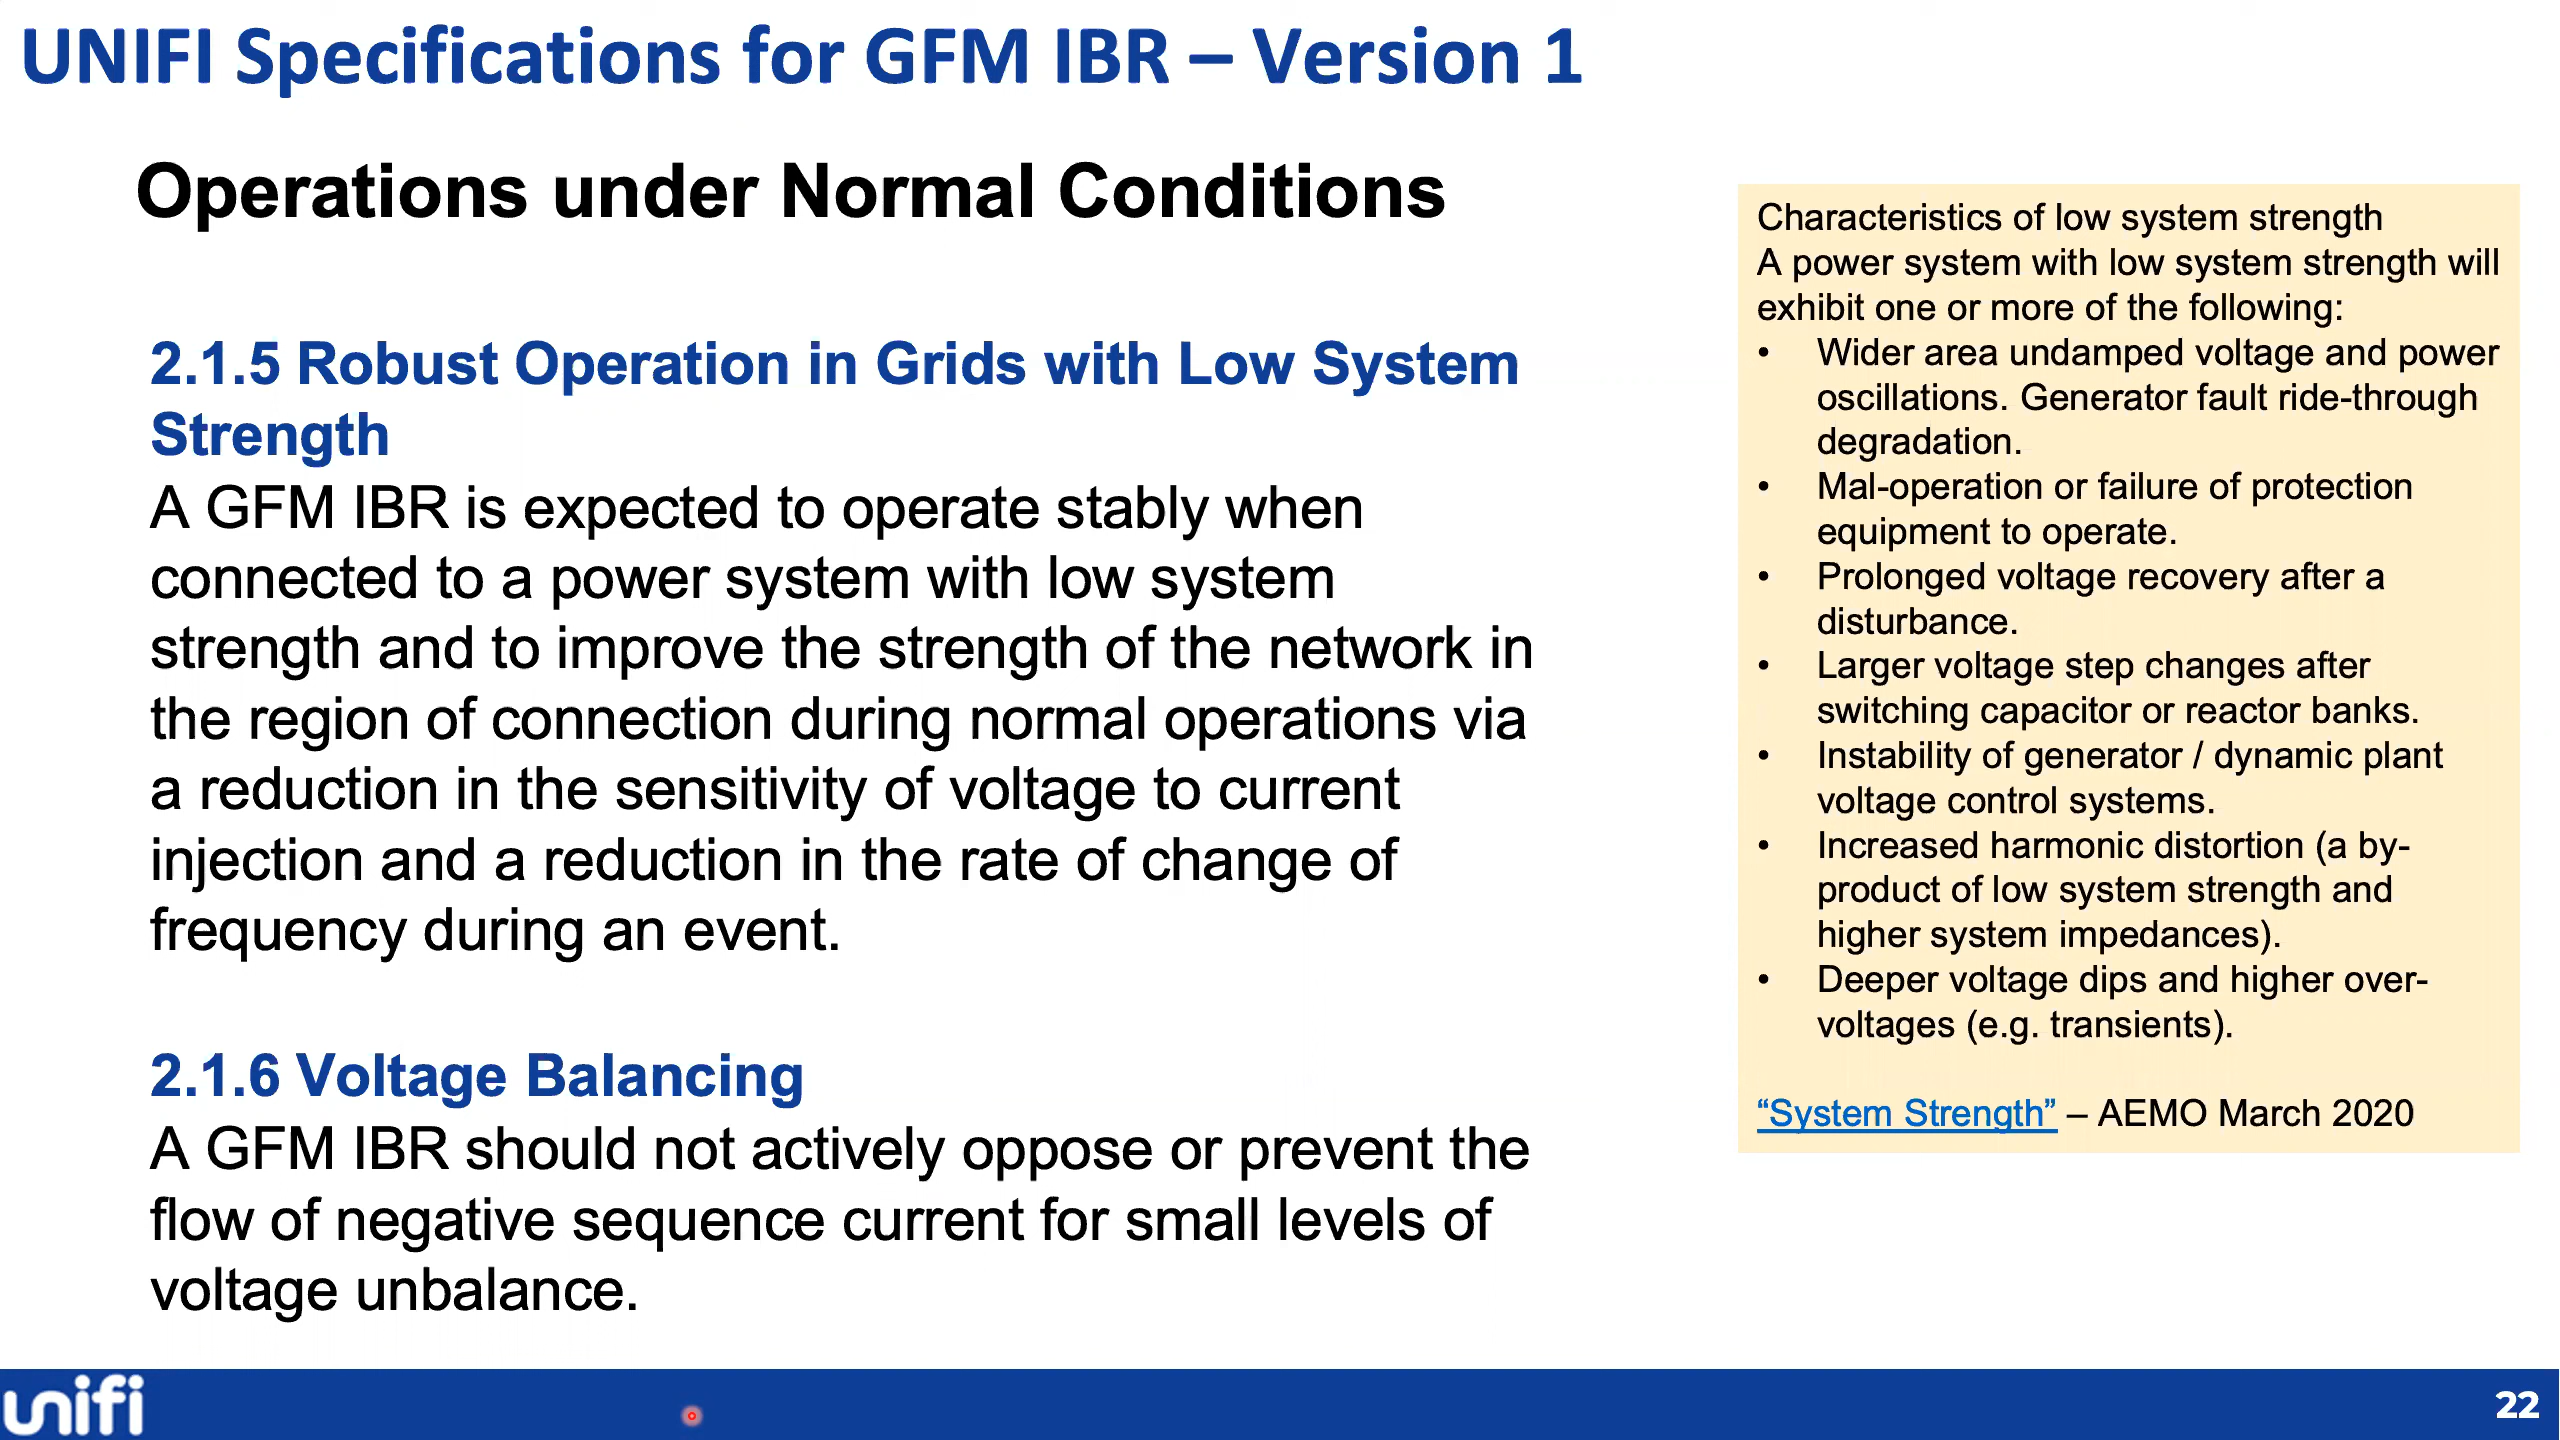 UNIFI Specifications for GFM IBR – Version 1
Operations under Normal Conditions
2.1.5 Robust Operation in Grids with Low System
Strength
A GFM IBR is expected to operate stably when
connected to a power system with low system
strength and to improve the strength of the network in
the region of connection during normal operations via
a reduction in the sensitivity of voltage to current
injection and a reduction in the rate of change of
frequency during an event.
2.1.6 Voltage Balancing
A GFM IBR should not actively oppose or prevent the
flow of negative sequence current for small levels of
voltage unbalance.
Characteristics of low system strength
A power system with low system strength will
exhibit one or more of the following:
• Wider area undamped voltage and power
oscillations. Generator fault ride-through
degradation.
• Mal-operation or failure of protection
equipment to operate.
• Prolonged voltage recovery after a
disturbance.
• Larger voltage step changes after
switching capacitor or reactor banks.
• Instability of generator / dynamic plant
voltage control systems.
• Increased harmonic distortion (a by-
product of low system strength and
higher system impedances).
• Deeper voltage dips and higher over-
voltages (e.g. transients).
“System Strength” – AEMO March 2020
unifi
22